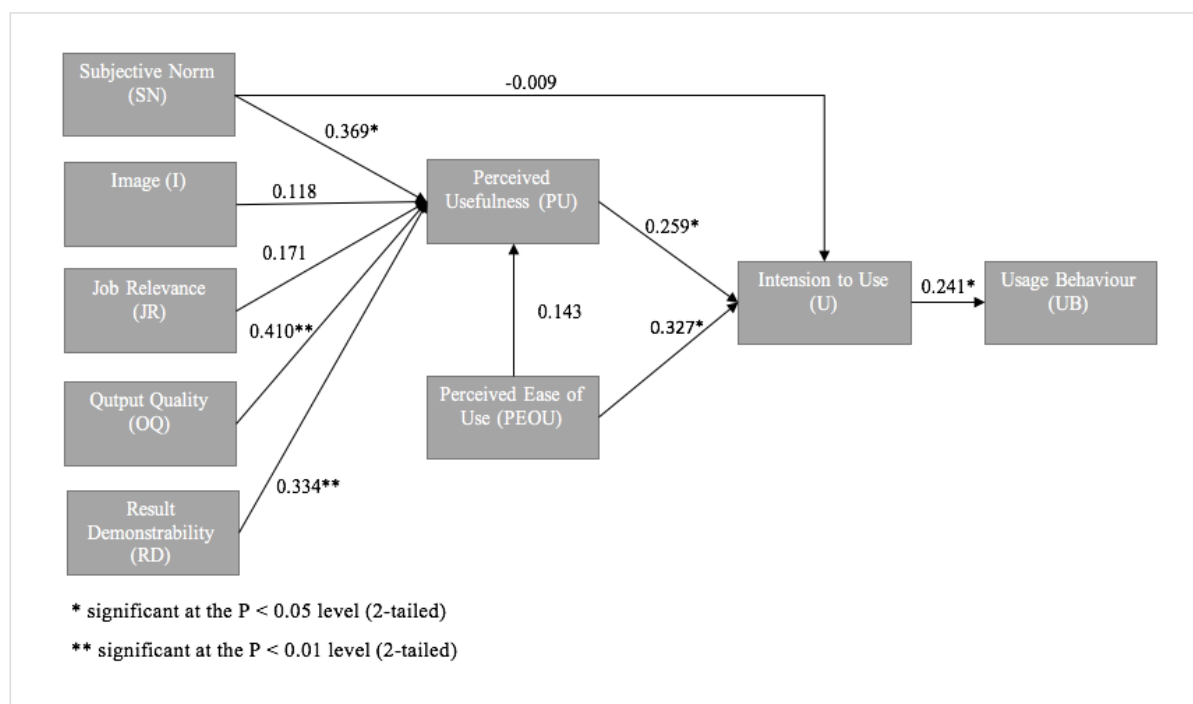 Subjective Norm
(SN)
-0.009
0.369*
Image (I)
0.118
Perceived
Usefulness (PU)
0.259*
Job Relevance
(JR)
0.171
Intension to Use
(U)
0.241*
Usage Behaviour
(UB)
0.143
0.327*
0.410**
Qutput Quality
(OQ)
Perceived Ease of
Use (PEOU)
0.334**
Result
Demonstrability
(RD)
* significant at the P < 0.05 level (2-tailed)
** significant at the P < 0.01 level (2-tailed)